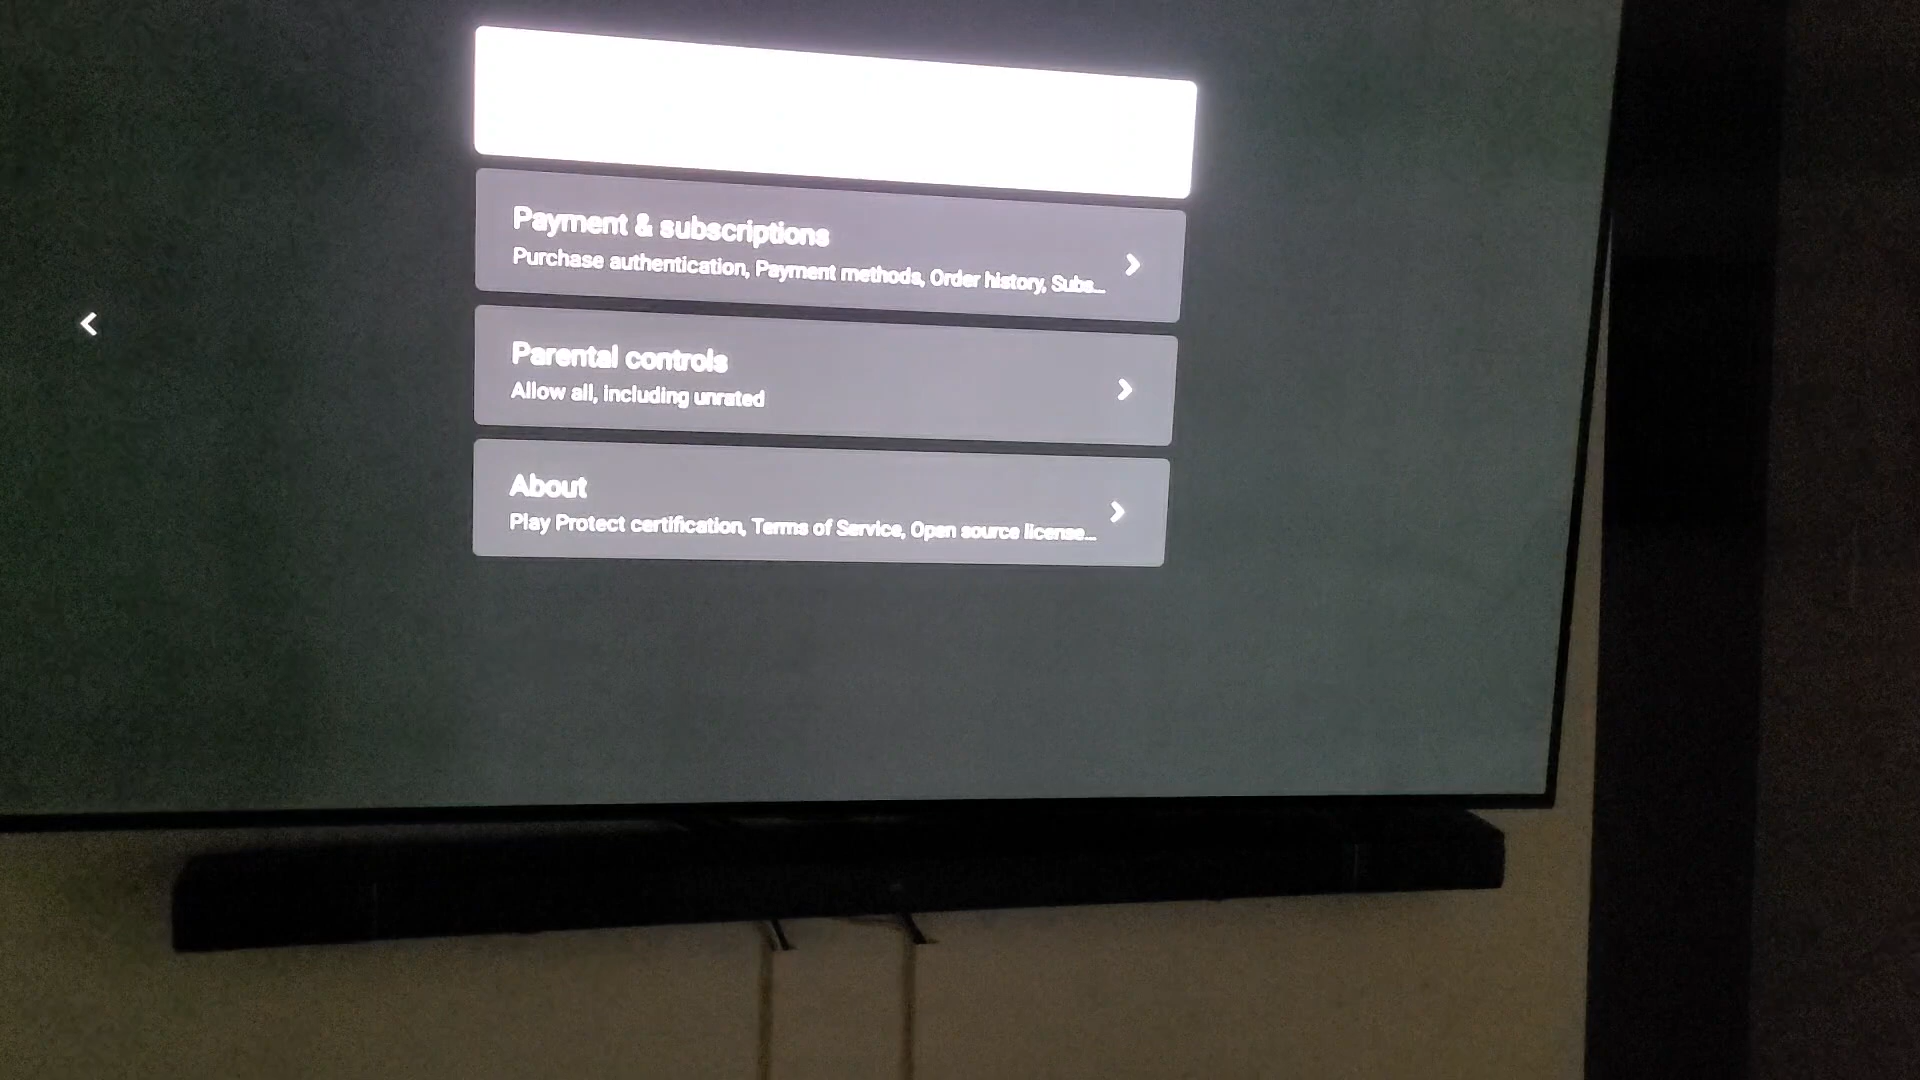 Payment & subscriptions
Purchase authentication, Payment methods, Order history, Subs...
Parental controls
Allow all, including unrated
About
Play Protect certification, Terms of Service, Open source license...